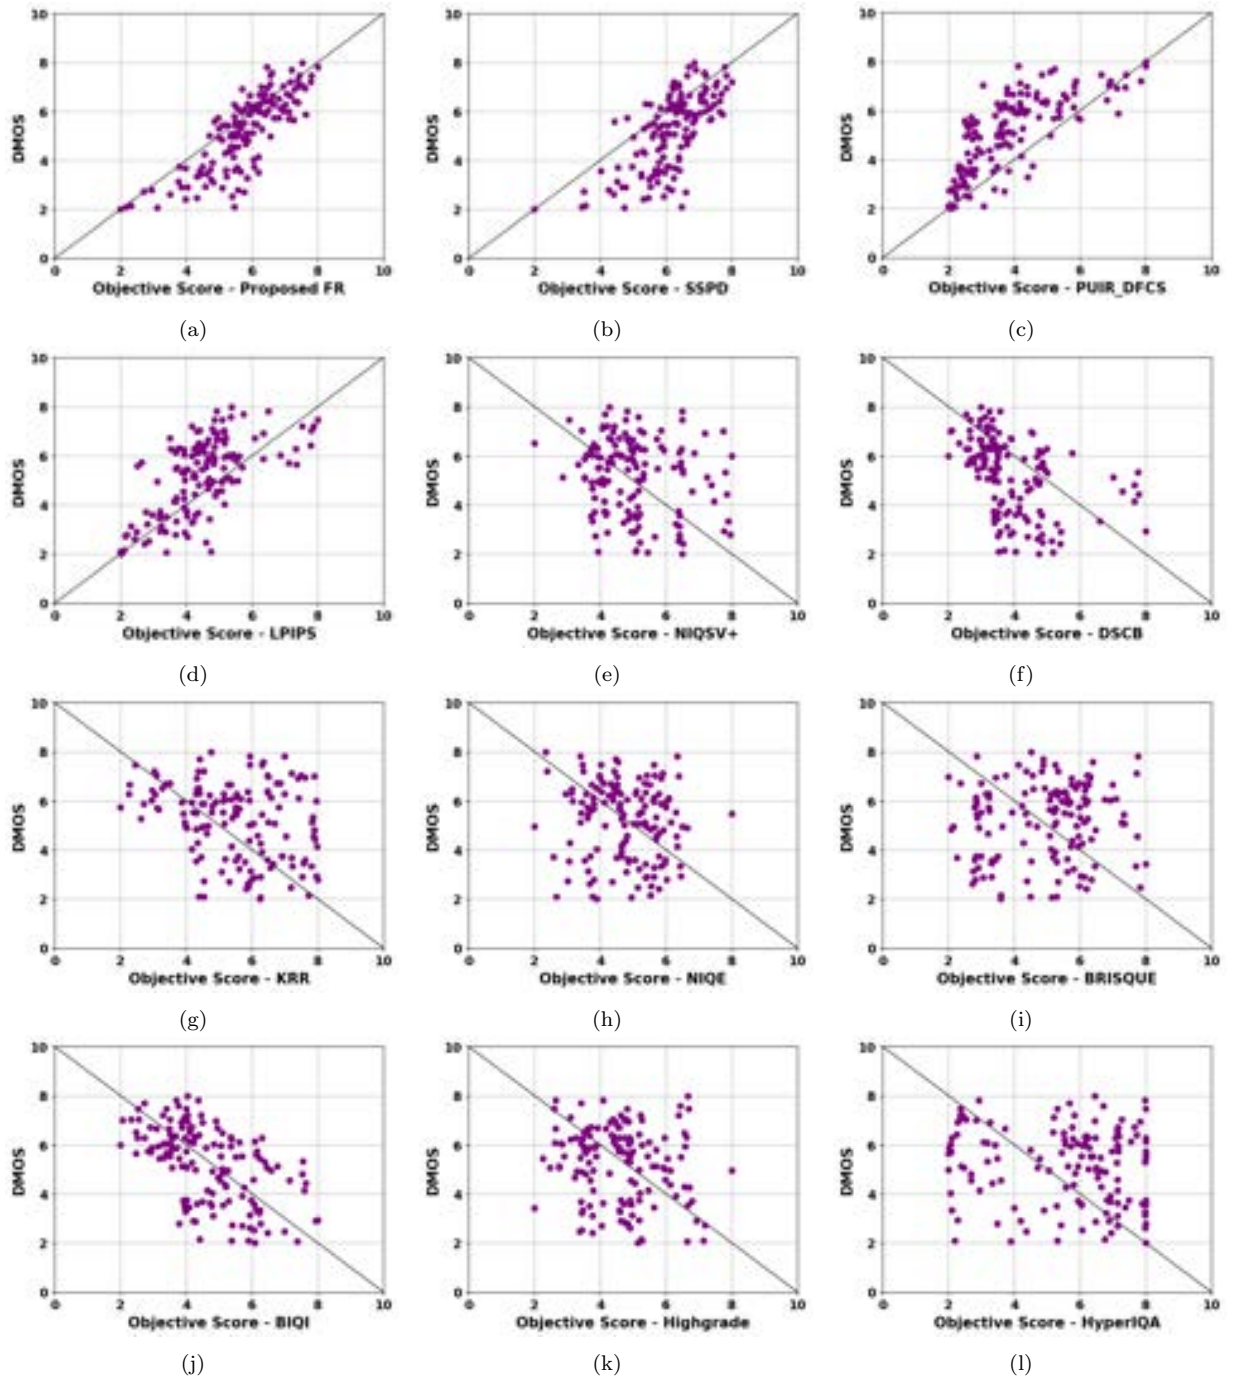 10 10 10
8 8 8
6 6 6
DMOS DMOS DMOS
4 4 4
2 2 2
0 0 0
0 2 4 6 8 10 0 2 4 6 8 10 0 2 4 6 8 10
Objective Score - Proposed FR Objective Score - SSPD Objective Score - PUIR_DFCS
(a) (b) (c)
10 10 10
8 8 8
6 6 6
DMOS DMOS DMOS
4 4 4
2 2 2
0 0 0
0 2 4 6 8 10 0 2 4 6 8 10 0 2 4 6 8 10
Objective Score - LPIPS Objective Score - NIQSV+ Objective Score - DSCB
(d) (e) (f)
10 10 10
8 8 8
6 6 6
DMOS DMOS DMOS
4 4 4
2 2 2
0 0 0
0 2 4 6 8 10 0 2 4 6 8 10 0 2 4 6 8 10
Objective Score - KRR Objective Score - NIQE Objective Score - BRISQUE
(g) (h) (i)
10 10 10
8 8 8
6 6 6
DMOS DMOS DMOS
4 4 4
2 2 2
0 0 0
0 2 4 6 8 10 0 2 4 6 8 10 0 2 4 6 8 10
Objective Score - BIQI Objective Score - Highgrade Objective Score - HyperIQA
(j) (k) (l)